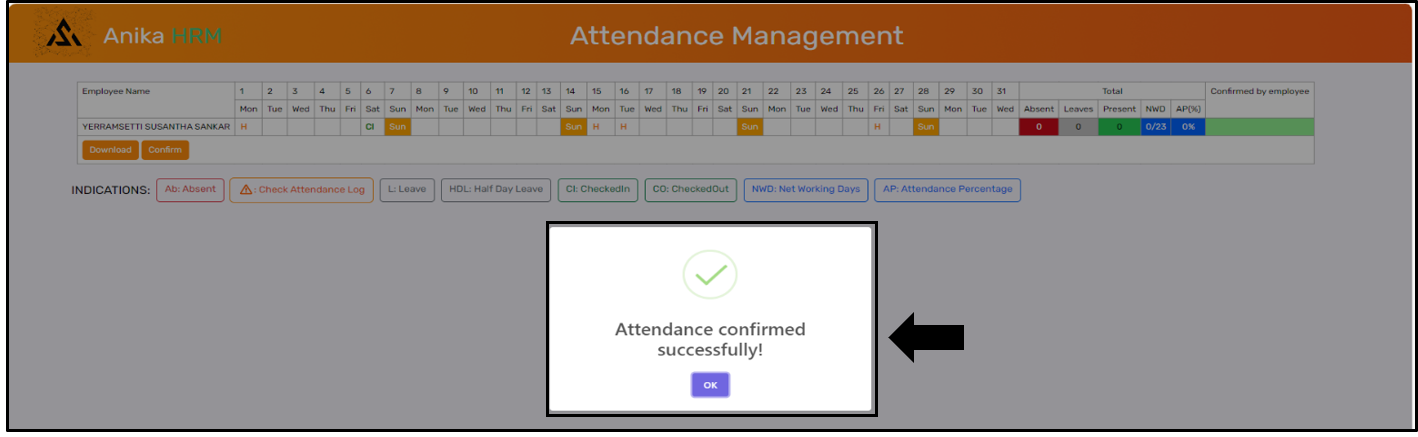 Anika HRM
Attendance Management
Employee Name 1 2 3 4 5 6 7 8 9 10 11 12 13 14 15 16 17 18 19 20 21 22 23 24 25 26 27 28 29 30 31 Total Confirmed by employee
Mon Tue Wed Thu Fri Sat Sun Mon Tue Wed Thu Fri Sat Sun Mon Tue Wed Thu Fri Sat Sun Mon Tue Wed Thu Fri Sat Sun Mon Tue Wed Absent Leaves Present NWD AP(%)
YERRAMSETTI SUSANTHA SANKAR H CI Sun Sun H H Sun H Sun 0 0 0 0/23 0%
Download Confirm
INDICATIONS: Ab: Absent : Check Attendance Log L: Leave HDL: Half Day Leave CI: CheckedIn CO: CheckedOut NWD: Net Working Days AP: Attendance Percentage
Attendance confirmed
successfully!
OK